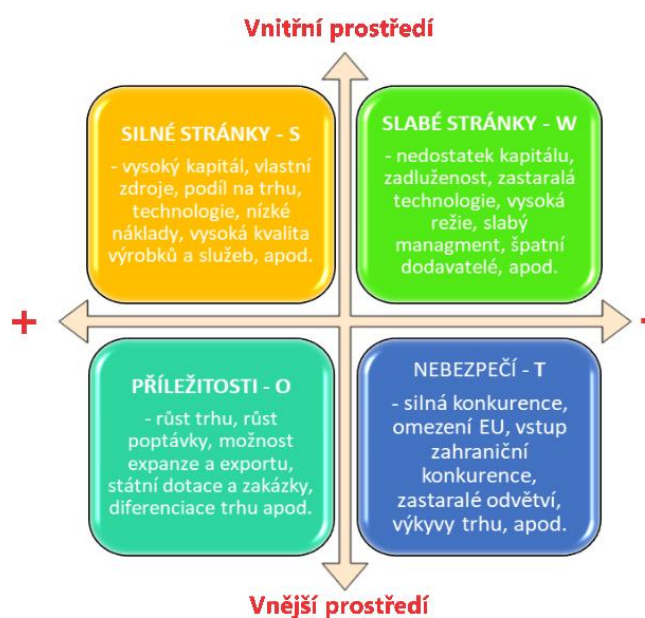 Vnitřní prostředí
SILNÉ STRÁNKY - S
- vysoký kapitál, vlastní
zdroje, podíl na trhu,
technologie, nízké
náklady, vysoká kvalita
výrobků a služeb, apod.
SLABÉ STRÁNKY - W
- nedostatek kapitálu,
zadluženost, zastaralá
technologie, vysoká
režie, slabý
managment, špatní
dodavatelé, apod.
+
-
PŘÍLEŽITOSTI - O
- růst trhu, růst
poptávky, možnost
expanze a exportu,
státní dotace a zakázky,
diferenciace trhu apod.
NEBEZPEČÍ - T
- silná konkurence,
omezení EU, vstup
zahraniční
konkurence,
zastaralé odvětví,
výkyvy trhu, apod.
Vnější prostředí